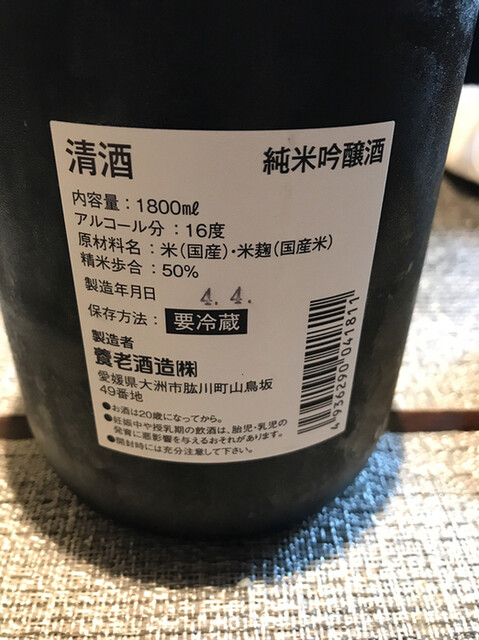 清酒 純米吟醸酒
内容量：1800㎖
アルコール分：16度
原材料名：米(国産)・米麹(国産米)
精米歩合：50%
製造年月日 4.4.
保存方法：要冷蔵
製造者
養老酒造㈱
愛媛県大洲市肱川町山鳥坂
49番地
●お酒は20歳になってから。
●妊娠中や授乳期の飲酒は、胎児・乳児の
発育に悪影響を与えるおそれがあります。
●開封時には充分注意して下さい。
4936290041811